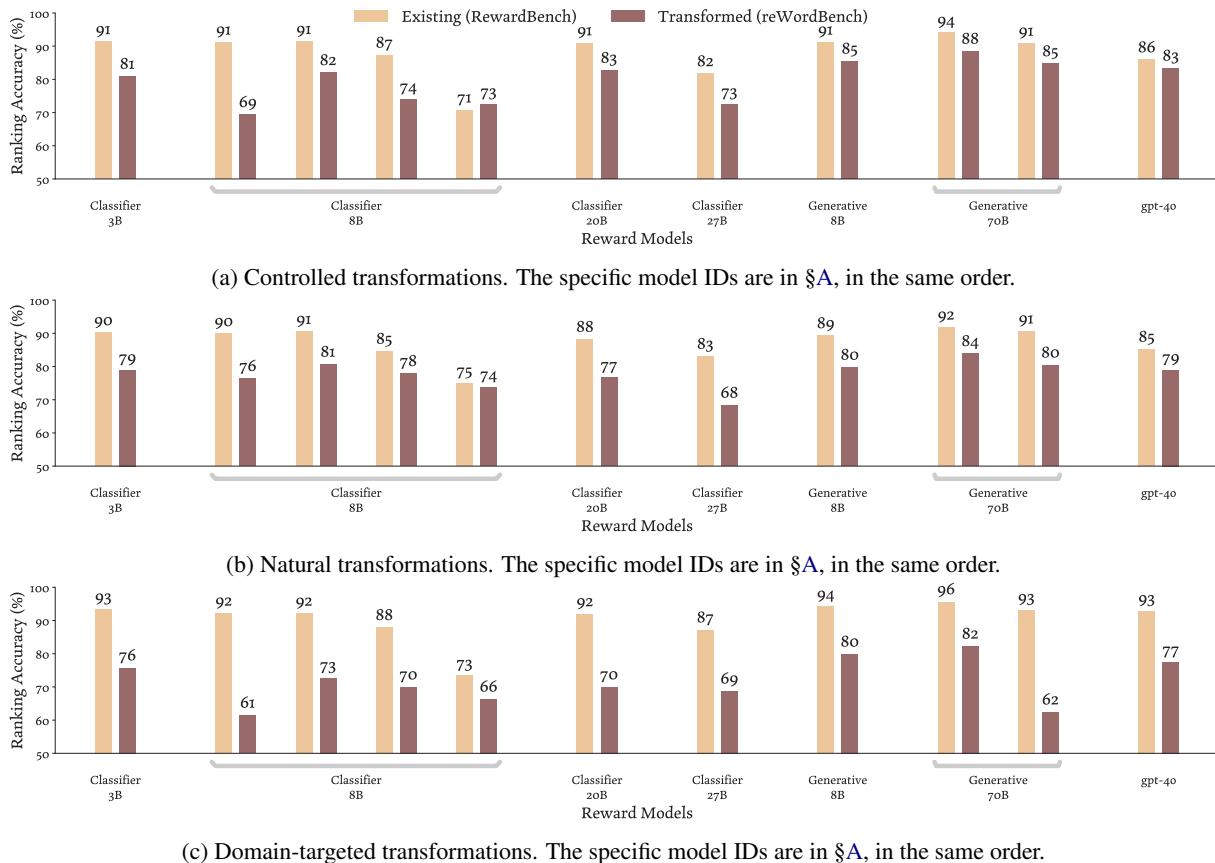 Existing (RewardBench) Transformed (reWordBench)
Ranking Accuracy (%)
100
90
80
70
60
50
91 81 91 69 91 82 87 74 71 73 91 83 82 73 91 85 94 88 91 85 86 83
Classifier Classifier Classifier Classifier Generative Generative gpt-4o
3B 8B 20B 27B 8B 70B
Reward Models
(a) Controlled transformations. The specific model IDs are in §A, in the same order.
Ranking Accuracy (%)
100
90
80
70
60
50
90 79 90 76 91 81 85 78 75 74 88 77 83 68 89 80 92 84 91 80 85 79
Classifier Classifier Classifier Classifier Generative Generative gpt-4o
3B 8B 20B 27B 8B 70B
Reward Models
(b) Natural transformations. The specific model IDs are in §A, in the same order.
Ranking Accuracy (%)
100
90
80
70
60
50
93 76 92 61 92 73 88 70 73 66 92 70 87 69 94 80 96 82 93 62 93 77
Classifier Classifier Classifier Classifier Generative Generative gpt-4o
3B 8B 20B 27B 8B 70B
Reward Models
(c) Domain-targeted transformations. The specific model IDs are in §A, in the same order.